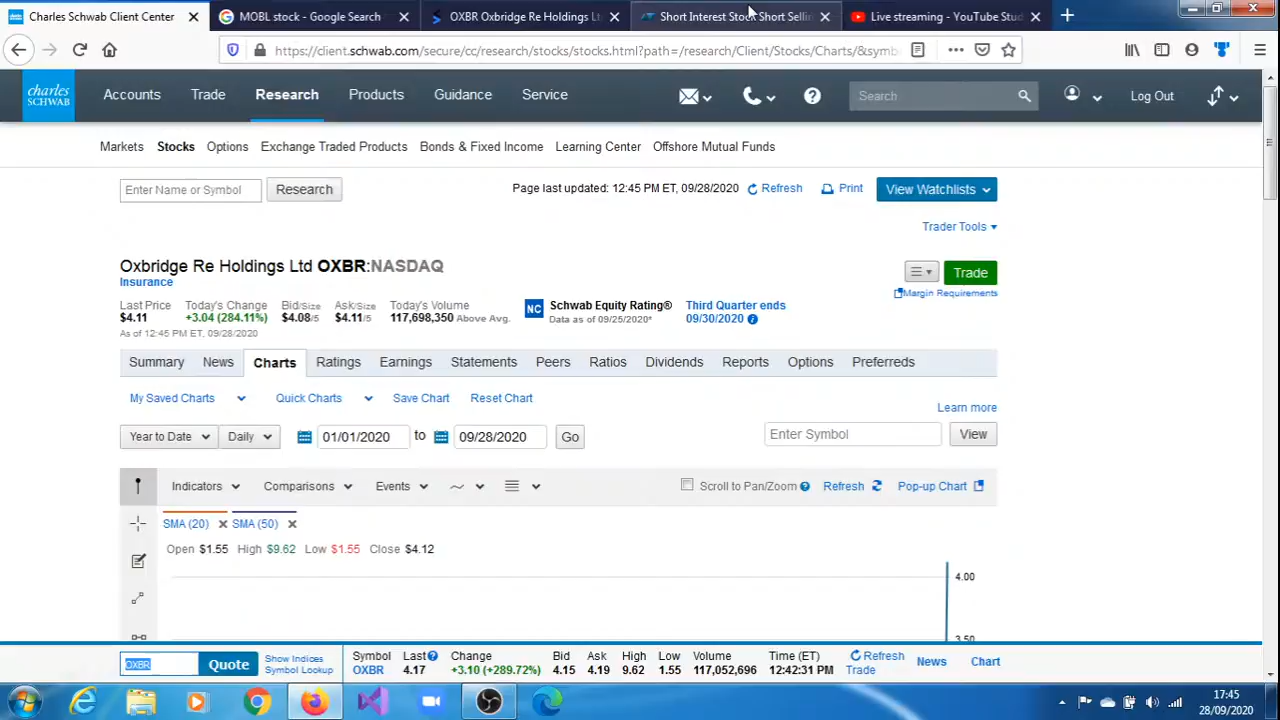 Charles Schwab Client Center
MOBL stock - Google Search
OXBR Oxbridge Re Holdings Lt
Short Interest Stock Short Sellin
Live streaming - YouTube Stud
https://client.schwab.com/secure/cc/research/stocks/stocks.html?path=/research/Client/Stocks/Charts/&symb
charles SCHWAB
Accounts Trade Research Products Guidance Service
Search
Log Out
Markets Stocks Options Exchange Traded Products Bonds & Fixed Income Learning Center Offshore Mutual Funds
Enter Name or Symbol Research
Page last updated: 12:45 PM ET, 09/28/2020 Refresh Print View Watchlists
Trader Tools
Oxbridge Re Holdings Ltd OXBR:NASDAQ
Insurance
Trade
Margin Requirements
Last Price Today's Change Bid/Size Ask/Size Today's Volume
$4.11 +3.04 (284.11%) $4.08/5 $4.11/5 117,698,350 Above Avg.
As of 12:45 PM ET, 09/28/2020
NC Schwab Equity Rating®
Data as of 09/25/2020*
Third Quarter ends
09/30/2020
Summary News Charts Ratings Earnings Statements Peers Ratios Dividends Reports Options Preferreds
My Saved Charts Quick Charts Save Chart Reset Chart
Learn more
Year to Date Daily 01/01/2020 to 09/28/2020 Go
Enter Symbol View
Indicators Comparisons Events
Scroll to Pan/Zoom Refresh Pop-up Chart
SMA (20) SMA (50)
Open $1.55 High $9.62 Low $1.55 Close $4.12
4.00
3.50
OXBR Quote
Show Indices
Symbol Lookup
Symbol Last Change Bid Ask High Low Volume Time (ET)
OXBR 4.17 +3.10 (+289.72%) 4.15 4.19 9.62 1.55 117,052,696 12:42:31 PM
Refresh
Trade
News
Chart
17:45
28/09/2020